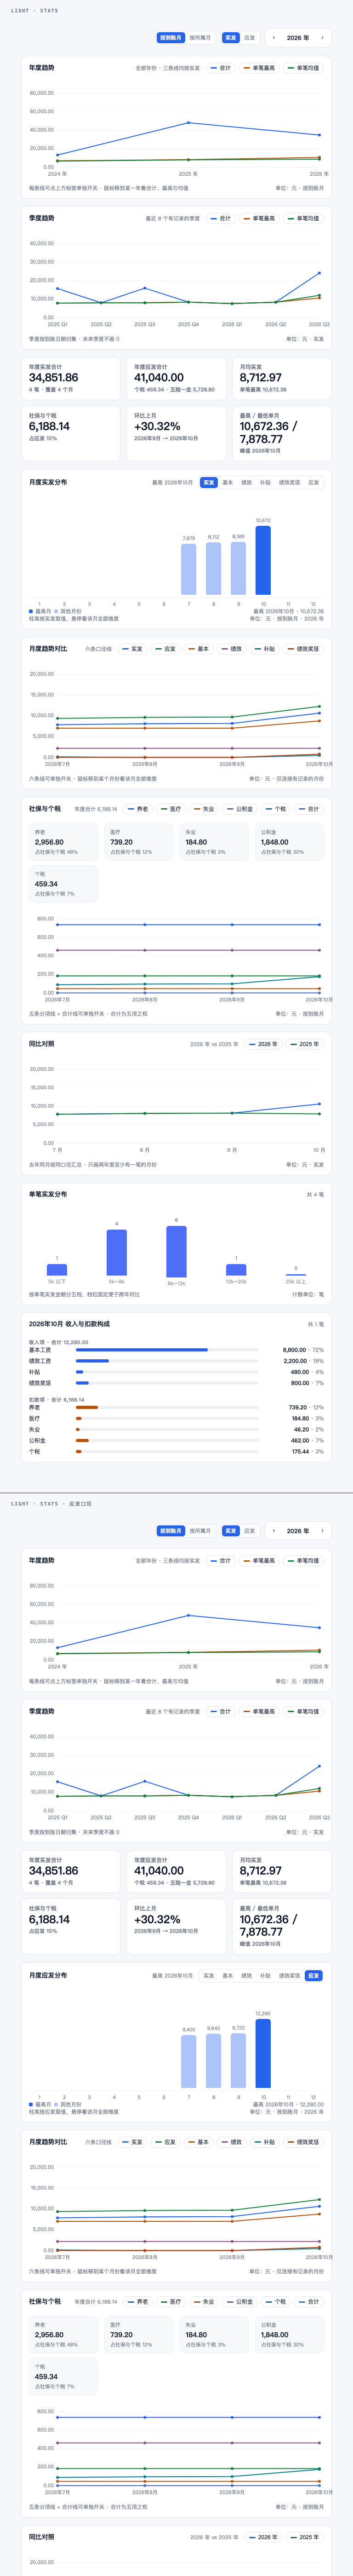 LIGHT · STATS
按到账月 按所属月 实发 应发 ‹ 2026 年 ›
年度趋势 全部年份 · 三条线均按实发 合计 单笔最高 单笔均值
80,000.00
60,000.00
40,000.00
20,000.00
0.00
2024 年 2025 年 2026 年
每条线可点上方标签单独开关 · 鼠标移到某一年看合计、最高与均值 单位：元 · 按到账月
季度趋势 最近 8 个有记录的季度 合计 单笔最高 单笔均值
40,000.00
30,000.00
20,000.00
10,000.00
0.00
2025 Q1 2025 Q2 2025 Q3 2025 Q4 2026 Q1 2026 Q2 2026 Q3
季度按到账日期归集 · 未来季度不画 0 单位：元 · 实发
年度实发合计
34,851.86
4 笔 · 覆盖 4 个月
年度应发合计
41,040.00
个税 459.34 · 五险一金 5,728.80
月均实发
8,712.97
单笔最高 10,672.36
社保与个税
6,188.14
占应发 15%
环比上月
+30.32%
2026年9月 → 2026年10月
最高 / 最低单月
10,672.36 /
7,878.77
峰值 2026年10月
月度实发分布 最高 2026年10月 实发 基本 绩效 补贴 绩效奖惩 应发
7,878 8,112 8,188 10,672
1 2 3 4 5 6 7 8 9 10 11 12
最高月 其他月份 最高 2026年10月 · 10,672.36
柱高按实发取值，悬停看该月全部维度 单位：元 · 按到账月 · 2026 年
月度趋势对比 六条口径线 实发 应发 基本 绩效 补贴 绩效奖惩
20,000.00
15,000.00
10,000.00
5,000.00
0.00
2026年7月 2026年8月 2026年9月 2026年10月
六条线可单独开关 · 鼠标移到某个月份看该月全部维度 单位：元 · 仅连接有记录的月份
社保与个税 年度合计 6,188.14 养老 医疗 失业 公积金 个税 合计
养老
2,956.80
占社保与个税 48%
医疗
739.20
占社保与个税 12%
失业
184.80
占社保与个税 3%
公积金
1,848.00
占社保与个税 30%
个税
459.34
占社保与个税 7%
800.00
600.00
400.00
200.00
0.00
2026年7月 2026年8月 2026年9月 2026年10月
五条分项线 + 合计线可单独开关 · 合计为五项之和 单位：元 · 按到账月
同比对照 2026 年 vs 2025 年 2026 年 2025 年
20,000.00
15,000.00
10,000.00
5,000.00
0.00
7 月 8 月 9 月 10 月
去年同月按同口径汇总 · 只画两年里至少有一笔的月份 单位：元 · 实发
单笔实发分布 共 4 笔
1 4 6 1 0
5k 以下 5k–8k 8k–12k 12k–20k 20k 以上
按单笔实发金额分五档，档位固定便于跨年对比 计数单位：笔
2026年10月 收入与扣款构成 共 1 笔
收入项 · 合计 12,280.00
基本工资 8,800.00 · 72%
绩效工资 2,200.00 · 18%
补贴 480.00 · 4%
绩效奖惩 800.00 · 7%
扣款项 · 合计 6,188.14
养老 739.20 · 12%
医疗 184.80 · 3%
失业 46.20 · 2%
公积金 462.00 · 7%
个税 175.44 · 3%
LIGHT · STATS · 应发口径
按到账月 按所属月 实发 应发 ‹ 2026 年 ›
年度趋势 全部年份 · 三条线均按实发 合计 单笔最高 单笔均值
80,000.00
60,000.00
40,000.00
20,000.00
0.00
2024 年 2025 年 2026 年
每条线可点上方标签单独开关 · 鼠标移到某一年看合计、最高与均值 单位：元 · 按到账月
季度趋势 最近 8 个有记录的季度 合计 单笔最高 单笔均值
40,000.00
30,000.00
20,000.00
10,000.00
0.00
2025 Q1 2025 Q2 2025 Q3 2025 Q4 2026 Q1 2026 Q2 2026 Q3
季度按到账日期归集 · 未来季度不画 0 单位：元 · 实发
年度实发合计
34,851.86
4 笔 · 覆盖 4 个月
年度应发合计
41,040.00
个税 459.34 · 五险一金 5,728.80
月均实发
8,712.97
单笔最高 10,672.36
社保与个税
6,188.14
占应发 15%
环比上月
+30.32%
2026年9月 → 2026年10月
最高 / 最低单月
10,672.36 /
7,878.77
峰值 2026年10月
月度应发分布 最高 2026年10月 实发 基本 绩效 补贴 绩效奖惩 应发
9,400 9,640 9,720 12,280
1 2 3 4 5 6 7 8 9 10 11 12
最高月 其他月份 最高 2026年10月 · 12,280.00
柱高按应发取值，悬停看该月全部维度 单位：元 · 按到账月 · 2026 年
月度趋势对比 六条口径线 实发 应发 基本 绩效 补贴 绩效奖惩
20,000.00
15,000.00
10,000.00
5,000.00
0.00
2026年7月 2026年8月 2026年9月 2026年10月
六条线可单独开关 · 鼠标移到某个月份看该月全部维度 单位：元 · 仅连接有记录的月份
社保与个税 年度合计 6,188.14 养老 医疗 失业 公积金 个税 合计
养老
2,956.80
占社保与个税 48%
医疗
739.20
占社保与个税 12%
失业
184.80
占社保与个税 3%
公积金
1,848.00
占社保与个税 30%
个税
459.34
占社保与个税 7%
800.00
600.00
400.00
200.00
0.00
2026年7月 2026年8月 2026年9月 2026年10月
五条分项线 + 合计线可单独开关 · 合计为五项之和 单位：元 · 按到账月
同比对照 2026 年 vs 2025 年 2026 年 2025 年
20,000.00